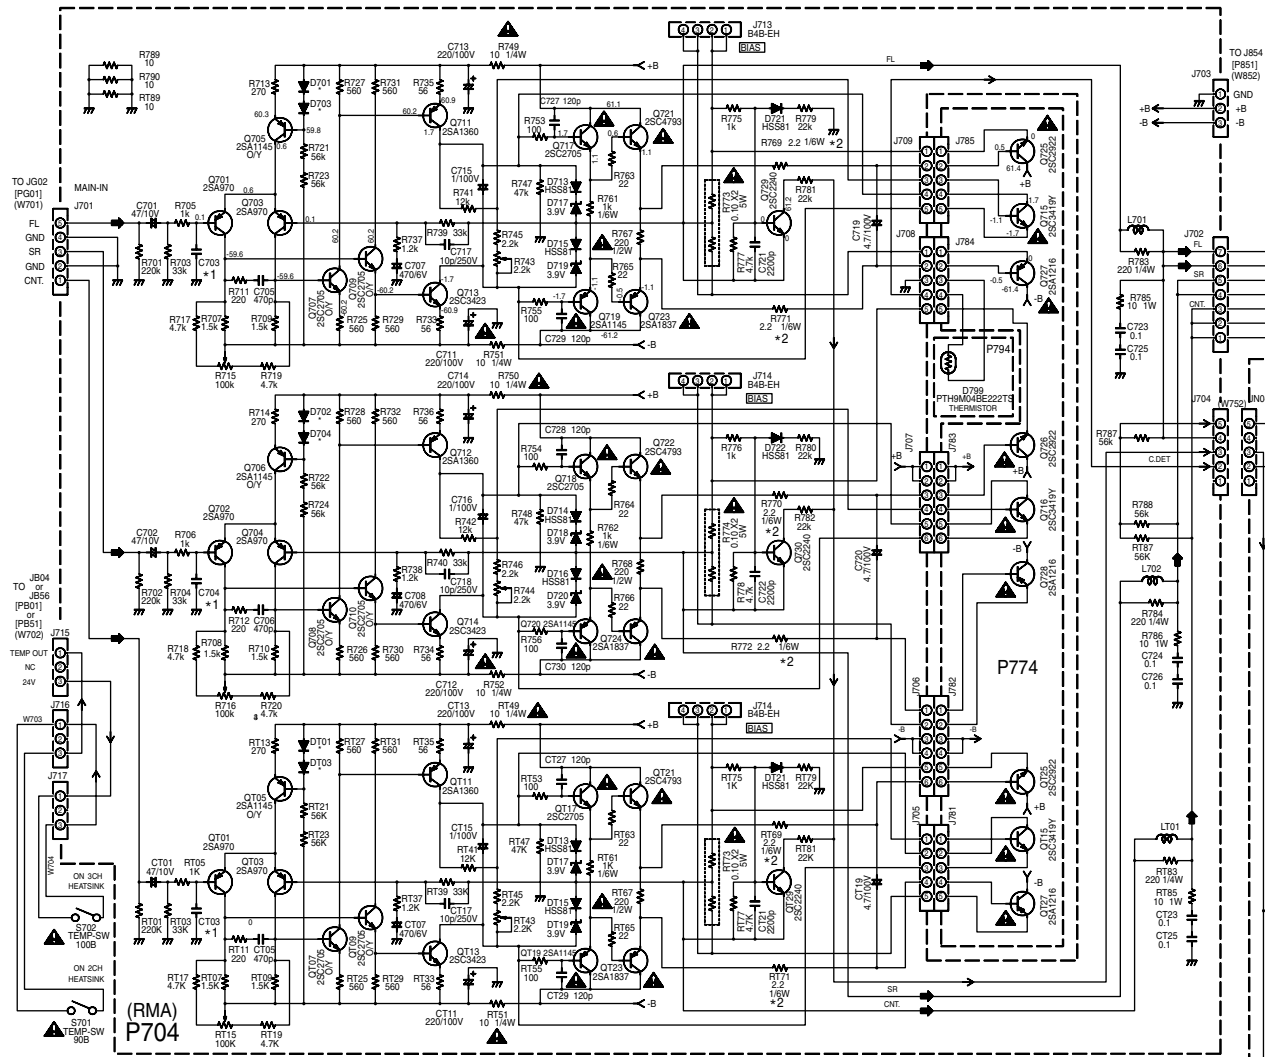 TO JG02
[PG01]
(W701)
MAIN-IN
J701
FL
GND
SR
GND
CNT.
R789
10
R790
10
RT89
10
R713
270
D701
D703
R727
560
R731
560
R735
56
C713
220/100V
R749
10 1/4W
+B
60.3
-59.8
60.2
60.9
1.7
Q705
2SA1145
O/Y
0.6
R721
56k
R723
56k
Q711
2SA1360
C715
1/100V
R741
12k
C727 120p
R753
100
Q717
2SC2705
Q721
2SC4793
61.1
R763
22
R747
47k
D713
HSS81
D717
3.9V
R761
1k
1/6W
J713
B4B-EH
BIAS
R775
1k
D721
HSS81
R779
22k
R769 2.2 1/6W *2
R773
0.10 X2
5W
Q729
2SC2240
R781
22k
R777
4.7k
C721
2200p
C719
4.7/100V
C701
47/10V
R705
1k
Q701
2SA970
Q703
2SA970
R701
220k
R703
33k
C703
*1
R711
220
C705
470p
R717
4.7k
R707
1.5k
R709
1.5k
R715
100k
R719
4.7k
Q707
2SC2705
O/Y
Q709
2SC2705
O/Y
R725
560
R729
560
R733
56
R737
1.2k
R739 33k
C717
10p/250V
C707
470/6V
Q713
2SC3423
R745
2.2k
R743
2.2k
D715
HSS81
D719
3.9V
R767
220
1/2W
R765
22
R755
100
Q719
2SA1145
Q723
2SA1837
C729 120p
C711
220/100V
R751
10 1/4W
-B
R771
2.2 1/6W
*2
FL
J709
J785
J708
J784
Q725
2SC2922
Q715
2SC3419Y
Q727
2SA1216
P794
D799
PTH9M04BE222TS
THERMISTOR
J703
TO J854
[P851]
(W852)
GND
+B
-B
L701
R783
220 1/4W
R785
10 1W
C723
0.1
C725
0.1
J702
FL
SR
CNT.
J704
(W752)
JN0
C.DET
R787
56k
R788
56k
RT87
56K
L702
R784
220 1/4W
R786
10 1W
C724
0.1
C726
0.1
TO JB04
or
JB56
[PB01]
or
[PB51]
(W702)
J715
TEMP OUT
NC
24V
J716
W703
J717
W704
C714
220/100V
R750
10 1/4W
+B
R714
270
D702
D704
R728
560
R732
560
R736
56
Q706
2SA1145
O/Y
R722
56k
R724
56k
Q712
2SA1360
C716
1/100V
R742
12k
C728 120p
R754
100
Q718
2SC2705
Q722
2SC4793
R764
22
R748
47k
D714
HSS81
D718
3.9V
R762
1k
1/6W
J714
B4B-EH
BIAS
R776
1k
D722
HSS81
R780
22k
R770
2.2
1/6W
*2
R782
22k
R774
0.10 X2
5W
Q730
2SC2240
R778
4.7k
C722
2200p
C720
4.7/100V
C702
47/10V
R706
1k
Q702
2SA970
Q704
2SA970
R702
220k
R704
33k
C704
*1
R712
220
C706
470p
R718
4.7k
R708
1.5k
R710
1.5k
R716
100k
R720
4.7k
Q708
2SC2705
O/Y
Q710
2SC2705
O/Y
R726
560
R730
560
R734
56
R738
1.2k
R740 33k
C718
10p/250V
C708
470/6V
Q714
2SC3423
R746
2.2k
R744
2.2k
D716
HSS81
D720
3.9V
R768
220
1/2W
R766
22
Q720 2SA1145
R756
100
Q724
2SA1837
C730 120p
C712
220/100V
R752
10 1/4W
-B
R772 2.2 1/6W
*2
J707
J783
+B
Q726
2SC2922
Q716
2SC3419Y
Q728
2SA1216
P774
J706
J782
-B
J705
J781
CT13
220/100V
RT49
10 1/4W
+B
RT13
270
DT01
DT03
RT27
560
RT31
560
RT35
56
QT05
2SA1145
O/Y
RT21
56K
RT23
56K
QT11
2SA1360
CT15
1/100V
RT41
12K
CT27 120p
RT53
100
QT17
2SC2705
QT21
2SC4793
RT63
22
RT47
47K
DT13
HSS81
DT17
3.9V
RT61
1K
1/6W
J714
B4B-EH
BIAS
RT75
1K
DT21
HSS81
RT79
22K
RT69
2.2
1/6W
*2
RT81
22K
RT73
0.10 X2
5W
QT29
2SC2240
RT77
4.7K
CT21
2200p
CT19
4.7/100V
CT01
47/10V
RT05
1K
QT01
2SA970
QT03
2SA970
RT01
220K
RT03
33K
CT03
*1
RT11
220
CT05
470p
RT17
4.7K
RT07
1.5K
RT09
1.5K
RT15
100K
RT19
4.7K
QT07
2SC2705
O/Y
QT09
2SC2705
O/Y
RT25
560
RT29
560
RT33
56
RT37
1.2K
RT39 33K
CT17
10p/250V
CT07
470/6V
QT13
2SC3423
RT45
2.2K
RT43
2.2K
DT15
HSS81
DT19
3.9V
RT67
220
1/2W
RT65
22
QT19 2SA1145
RT55
100
QT23
2SA1837
CT29 120p
CT11
220/100V
RT51
10 1/4W
-B
RT71
2.2
1/6W
*2
SR
CNT.
QT25
2SC2922
QT15
2SC3419Y
QT27
2SA1216
LT01
RT83
220 1/4W
RT85
10 1W
CT23
0.1
CT25
0.1
ON 3CH
HEATSINK
S702
TEMP-SW
100B
ON 2CH
HEATSINK
S701
TEMP-SW
90B
(RMA)
P704